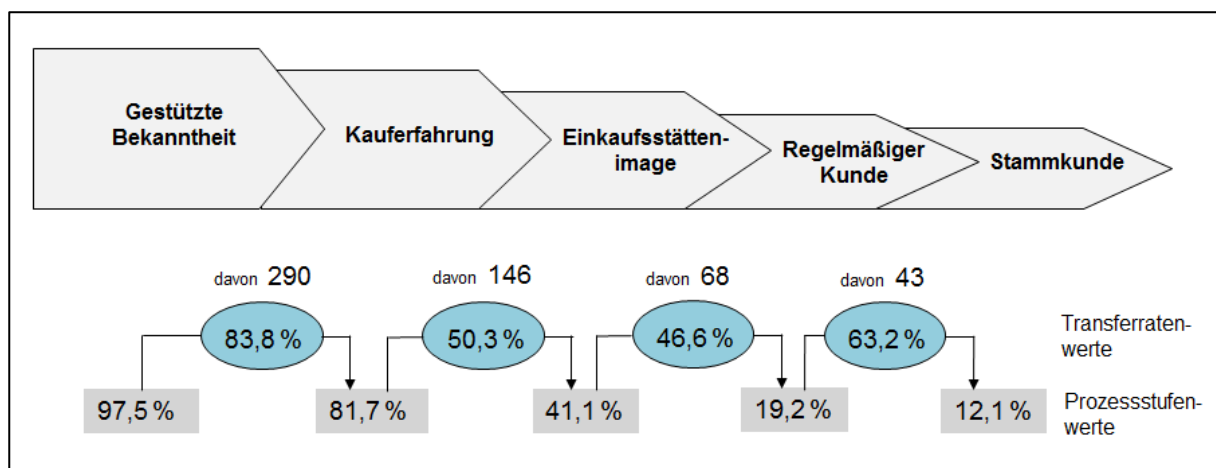 Gestützte
Bekanntheit
Kauferfahrung
Einkaufsstätten-
image
Regelmäßiger
Kunde
Stammkunde
davon 290
davon 146
davon 68
davon 43
83,8 %
50,3 %
46,6 %
63,2 %
Transferraten-
werte
97,5 %
81,7 %
41,1 %
19,2 %
12,1 %
Prozessstufen-
werte